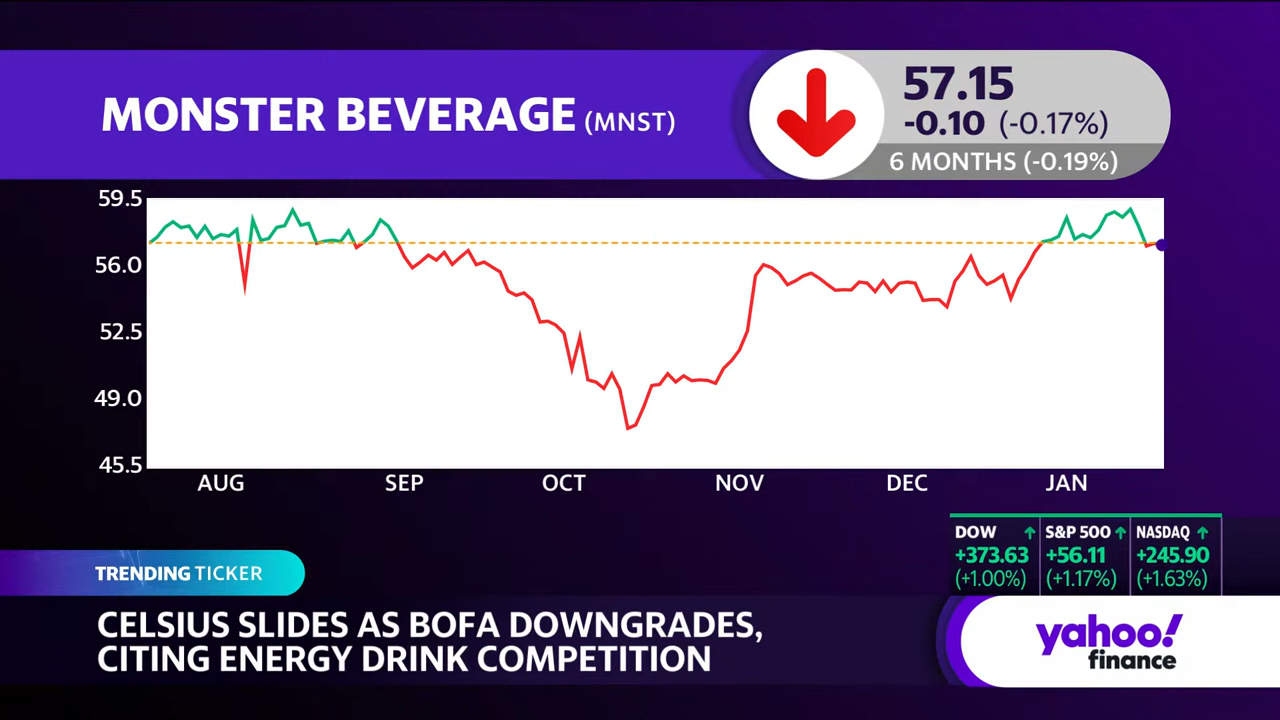 MONSTER BEVERAGE (MNST)
57.15
-0.10 (-0.17%)
6 MONTHS (-0.19%)
59.5
56.0
52.5
49.0
45.5
AUG SEP OCT NOV DEC JAN
DOW S&P 500 NASDAQ
+373.63 +56.11 +245.90
(+1.00%) (+1.17%) (+1.63%)
TRENDING TICKER
CELSIUS SLIDES AS BOFA DOWNGRADES,
CITING ENERGY DRINK COMPETITION
yahoo!
finance